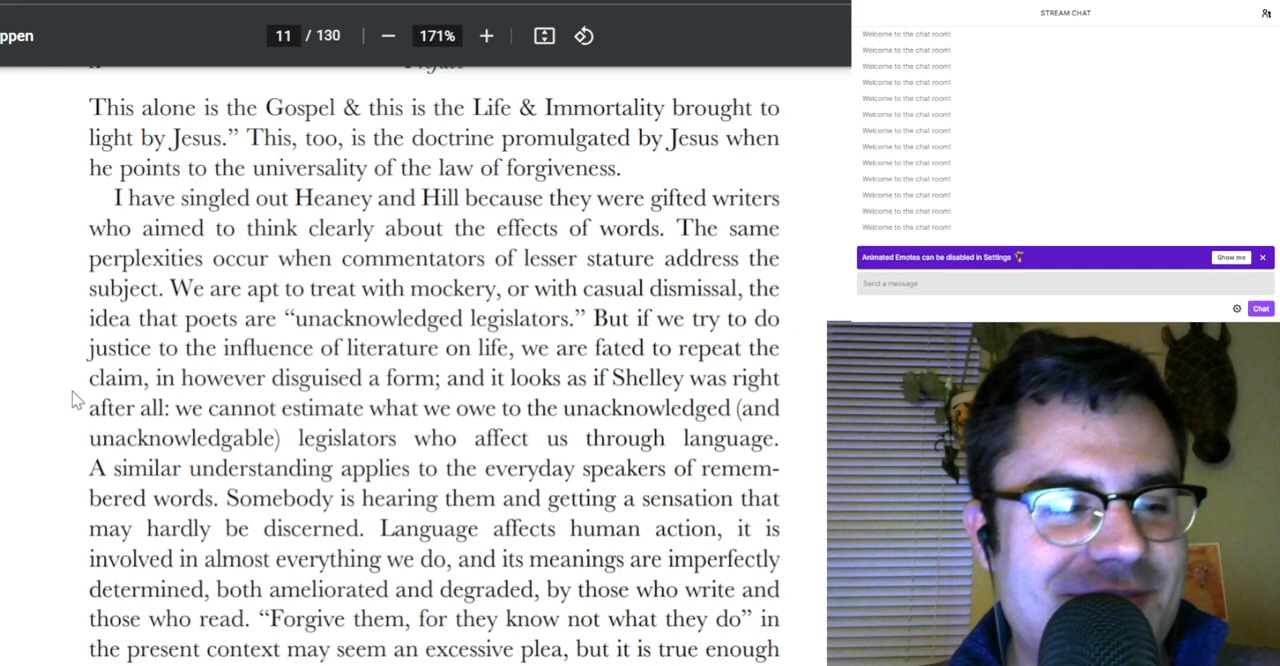 ppen
11 / 130
171%
This alone is the Gospel & this is the Life & Immortality brought to
light by Jesus.” This, too, is the doctrine promulgated by Jesus when
he points to the universality of the law of forgiveness.
I have singled out Heaney and Hill because they were gifted writers
who aimed to think clearly about the effects of words. The same
perplexities occur when commentators of lesser stature address the
subject. We are apt to treat with mockery, or with casual dismissal, the
idea that poets are “unacknowledged legislators.” But if we try to do
justice to the influence of literature on life, we are fated to repeat the
claim, in however disguised a form; and it looks as if Shelley was right
after all: we cannot estimate what we owe to the unacknowledged (and
unacknowledgable) legislators who affect us through language.
A similar understanding applies to the everyday speakers of remem-
bered words. Somebody is hearing them and getting a sensation that
may hardly be discerned. Language affects human action, it is
involved in almost everything we do, and its meanings are imperfectly
determined, both ameliorated and degraded, by those who write and
those who read. “Forgive them, for they know not what they do” in
the present context may seem an excessive plea, but it is true enough
STREAM CHAT
Welcome to the chat room!
Welcome to the chat room!
Welcome to the chat room!
Welcome to the chat room!
Welcome to the chat room!
Welcome to the chat room!
Welcome to the chat room!
Welcome to the chat room!
Welcome to the chat room!
Welcome to the chat room!
Welcome to the chat room!
Welcome to the chat room!
Welcome to the chat room!
Animated Emotes can be disabled in Settings
Show me
Send a message
Chat